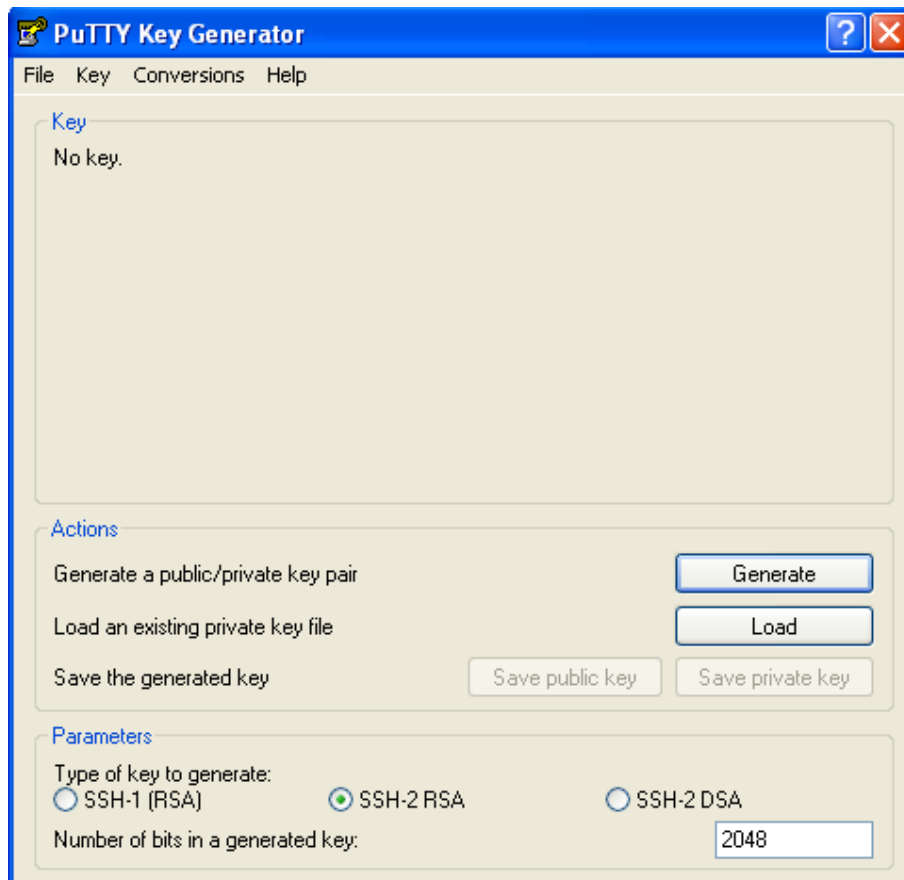 PuTTY Key Generator
?
File Key Conversions Help
Key
No key.
Actions
Generate a public/private key pair Generate
Load an existing private key file Load
Save the generated key Save public key Save private key
Parameters
Type of key to generate:
SSH-1 (RSA) SSH-2 RSA SSH-2 DSA
Number of bits in a generated key: 2048